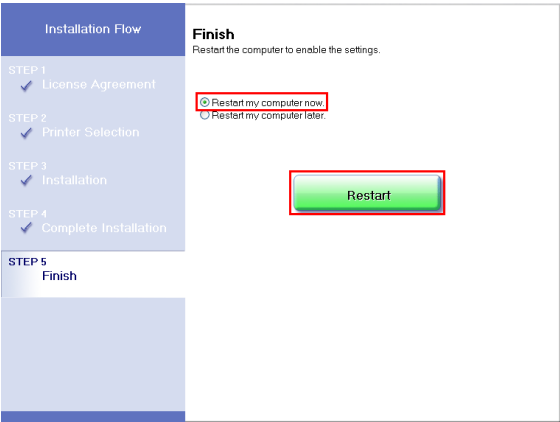 Installation Flow
STEP 1
License Agreement
STEP 2
Printer Selection
STEP 3
Installation
STEP 4
Complete Installation
STEP 5
Finish
Finish
Restart the computer to enable the settings.
Restart my computer now.
Restart my computer later.
Restart